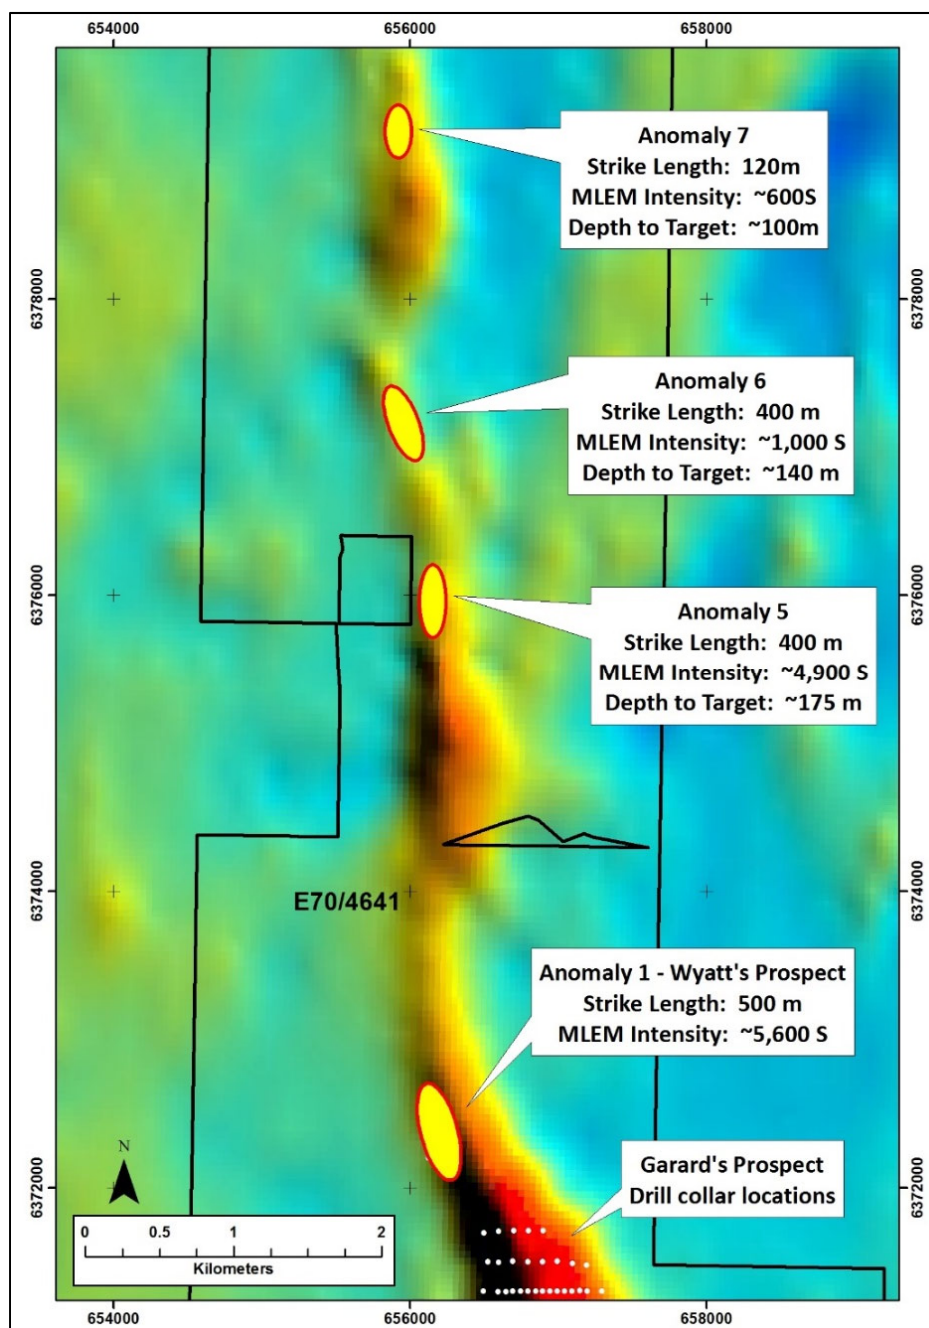 654000
656000
658000
Anomaly 7
Strike Length: 120m
MLEM Intensity: ~600S
Depth to Target: ~100m
6378000
6378000
Anomaly 6
Strike Length: 400 m
MLEM Intensity: ~1,000 S
Depth to Target: ~140 m
6376000
6376000
Anomaly 5
Strike Length: 400 m
MLEM Intensity: ~4,900 S
Depth to Target: ~175 m
6374000
6374000
E70/4641
Anomaly 1 - Wyatt's Prospect
Strike Length: 500 m
MLEM Intensity: ~5,600 S
N
Garard's Prospect
Drill collar locations
6372000
6372000
0 0.5 1 2
Kilometers
654000
656000
658000